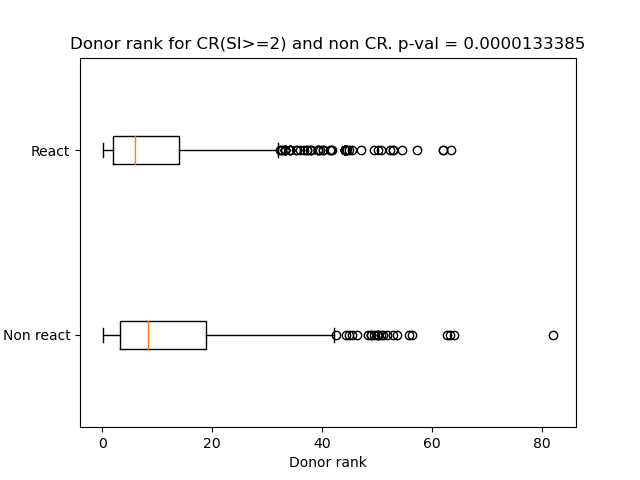 Donor rank for CR(SI>=2) and non CR. p-val = 0.0000133385
React
Non react
0 20 40 60 80
Donor rank